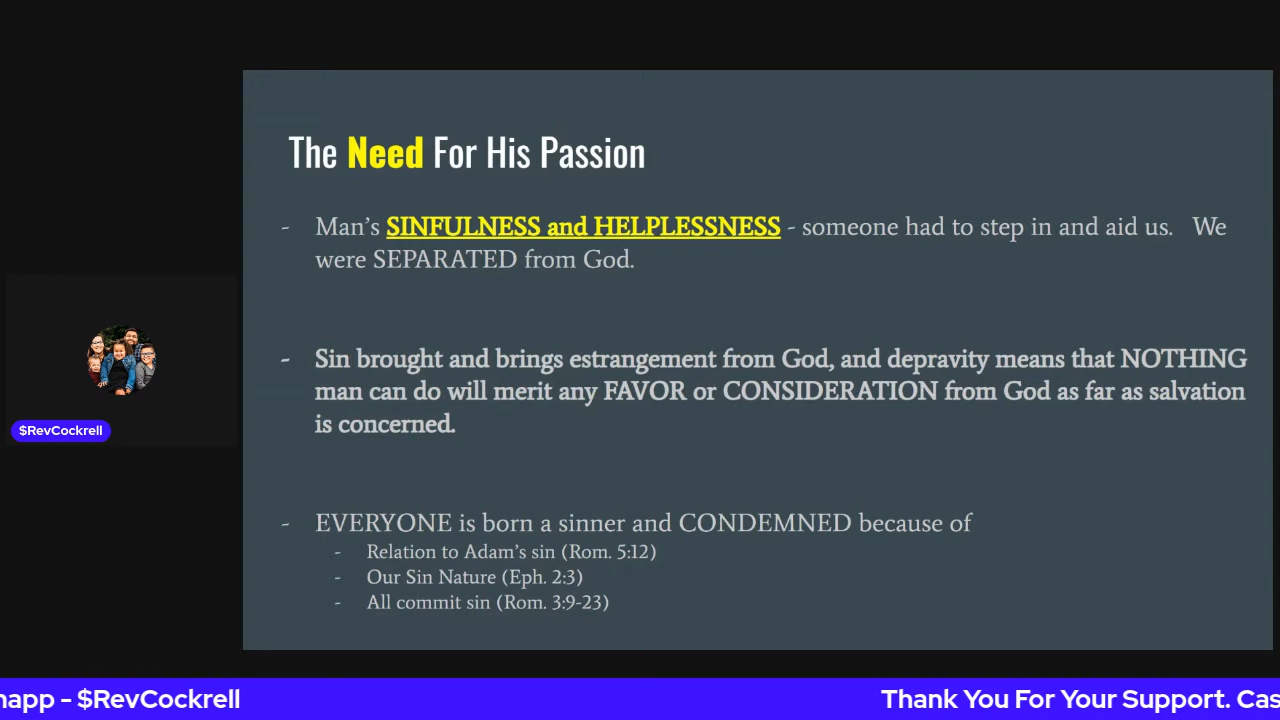 The Need For His Passion
- Man's SINFULNESS and HELPLESSNESS - someone had to step in and aid us. We
were SEPARATED from God.
- Sin brought and brings estrangement from God, and depravity means that NOTHING
man can do will merit any FAVOR or CONSIDERATION from God as far as salvation
is concerned.
- EVERYONE is born a sinner and CONDEMNED because of
- Relation to Adam's sin (Rom. 5:12)
- Our Sin Nature (Eph. 2:3)
- All commit sin (Rom. 3:9-23)
$RevCockrell
happ - $RevCockrell Thank You For Your Support. Cas